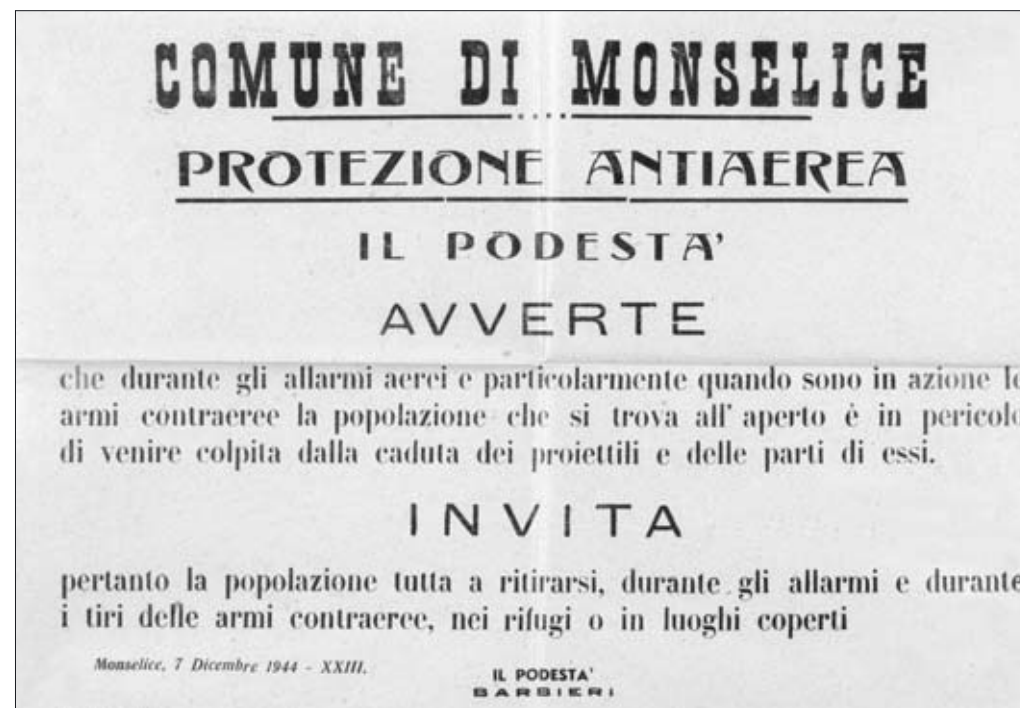 COMUNE DI MONSELICE
PROTEZIONE ANTIAEREA
IL PODESTA'
AVVERTE
che durante gli allarmi aerei e particolarmente quando sono in azione le
armi contraeree la popolazione che si trova all' aperto è in pericolo
di venire colpita dalla caduta dei proiettili e delle parti di essi.
INVITA
pertanto la popolazione tutta a ritirarsi, durante gli allarmi e durante
i tiri delle armi contraeree, nei rifugi o in luoghi coperti
Monselice, 7 Dicembre 1944 - XXIII.
IL PODESTA'
BARBIERI